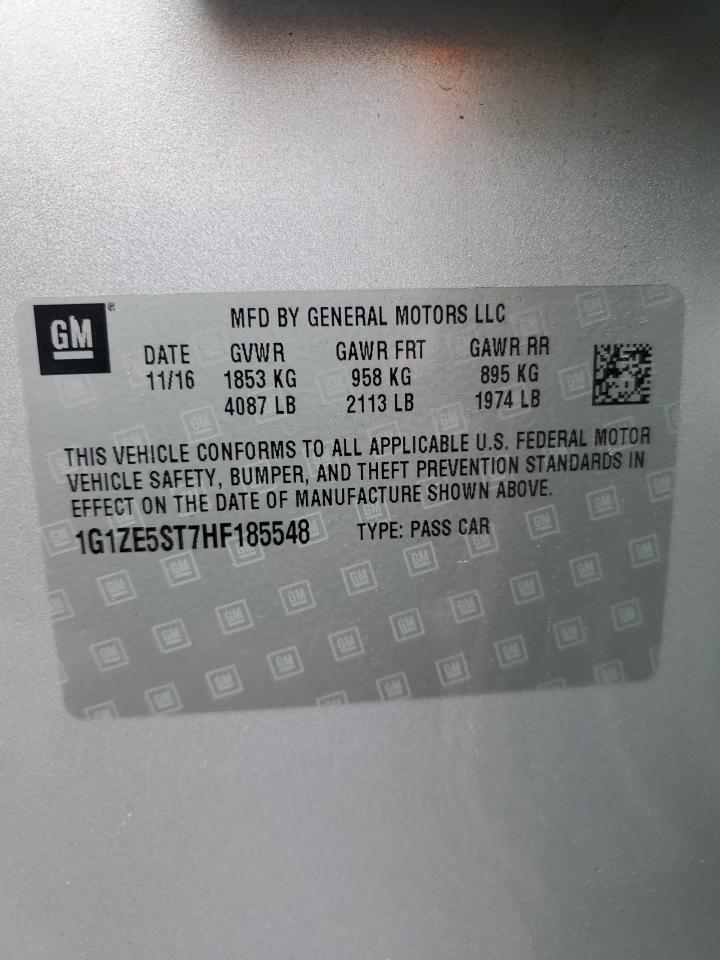 GM
MFD BY GENERAL MOTORS LLC
DATE GVWR GAWR FRT GAWR RR
11/16 1853 KG 958 KG 895 KG
4087 LB 2113 LB 1974 LB
THIS VEHICLE CONFORMS TO ALL APPLICABLE U.S. FEDERAL MOTOR
VEHICLE SAFETY, BUMPER, AND THEFT PREVENTION STANDARDS IN
EFFECT ON THE DATE OF MANUFACTURE SHOWN ABOVE.
1G1ZE5ST7HF185548 TYPE: PASS CAR